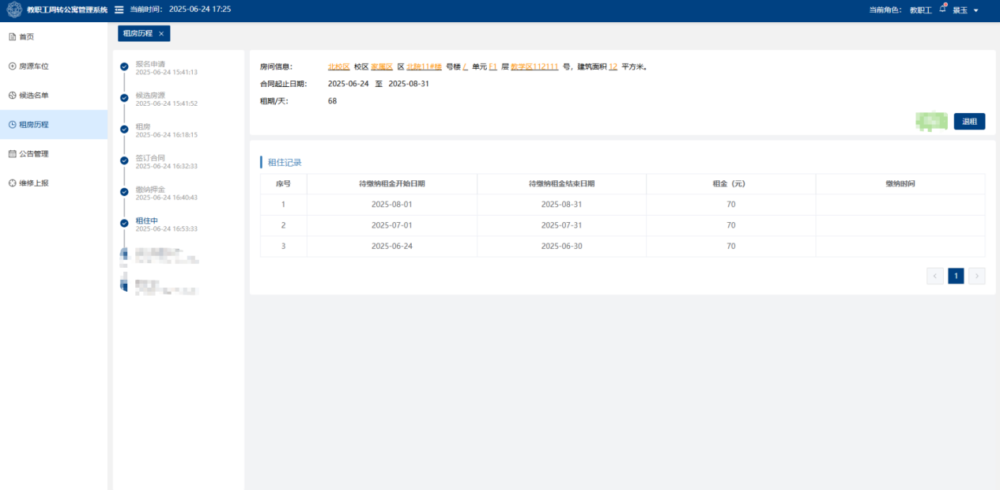 教职工周转公寓管理系统 当前时间： 2025-06-24 17:25 当前角色： 教职工 景玉
首页
房源车位
候选名单
租房历程
公告管理
维修上报
租房历程 ×
报名申请
2025-06-24 15:41:13
候选房源
2025-06-24 15:41:52
租房
2025-06-24 16:18:15
签订合同
2025-06-24 16:32:33
缴纳押金
2025-06-24 16:40:43
租住中
2025-06-24 16:53:33
房间信息： 北校区 校区 家属区 区 北院11#楼 号楼 / 单元 F1 层 教学区112111 号，建筑面积 12 平方米。
合同起止日期： 2025-06-24 至 2025-08-31
租期/天： 68
退租
租住记录
序号 待缴纳租金开始日期 待缴纳租金结束日期 租金（元） 缴纳时间
1 2025-08-01 2025-08-31 70
2 2025-07-01 2025-07-31 70
3 2025-06-24 2025-06-30 70
< 1 >